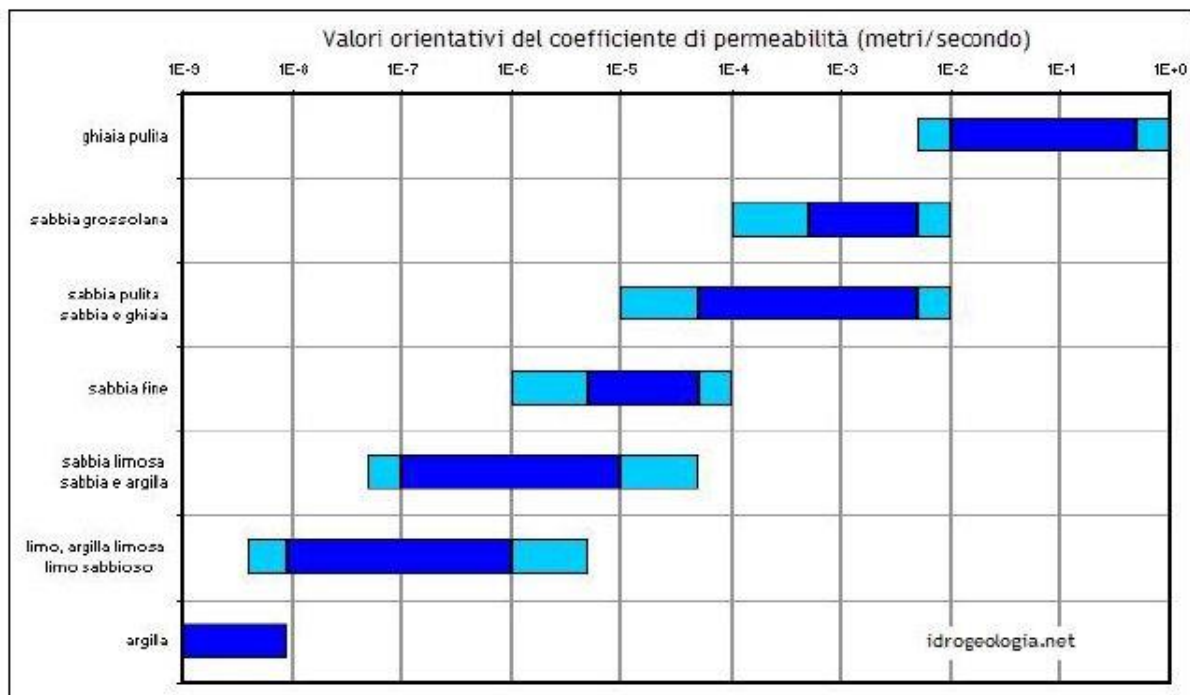 Valori orientativi del coefficiente di permeabilità (metri/secondo)
1E-9 1E-8 1E-7 1E-6 1E-5 1E-4 1E-3 1E-2 1E-1 1E+0
ghiaia pulita
sabbia grossolana
sabbia pulita
sabbia e ghiaia
sabbia fine
sabbia limosa
sabbia e argilla
limo, argilla limosa
limo sabbioso
argilla
idrogeologia.net